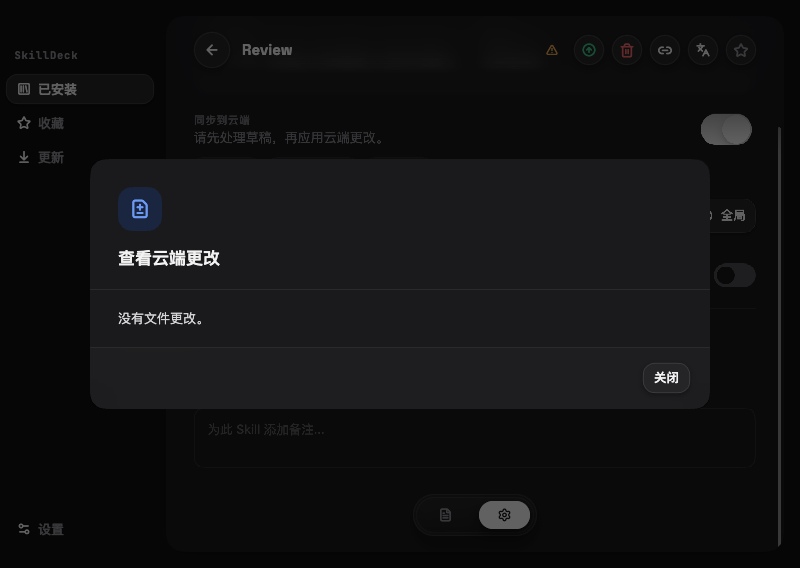 SkillDeck
已安装
收藏
更新
设置
Review
同步到云端
请先处理草稿，再应用云端更改。
全局
查看云端更改
没有文件更改。
关闭
为此 Skill 添加备注...